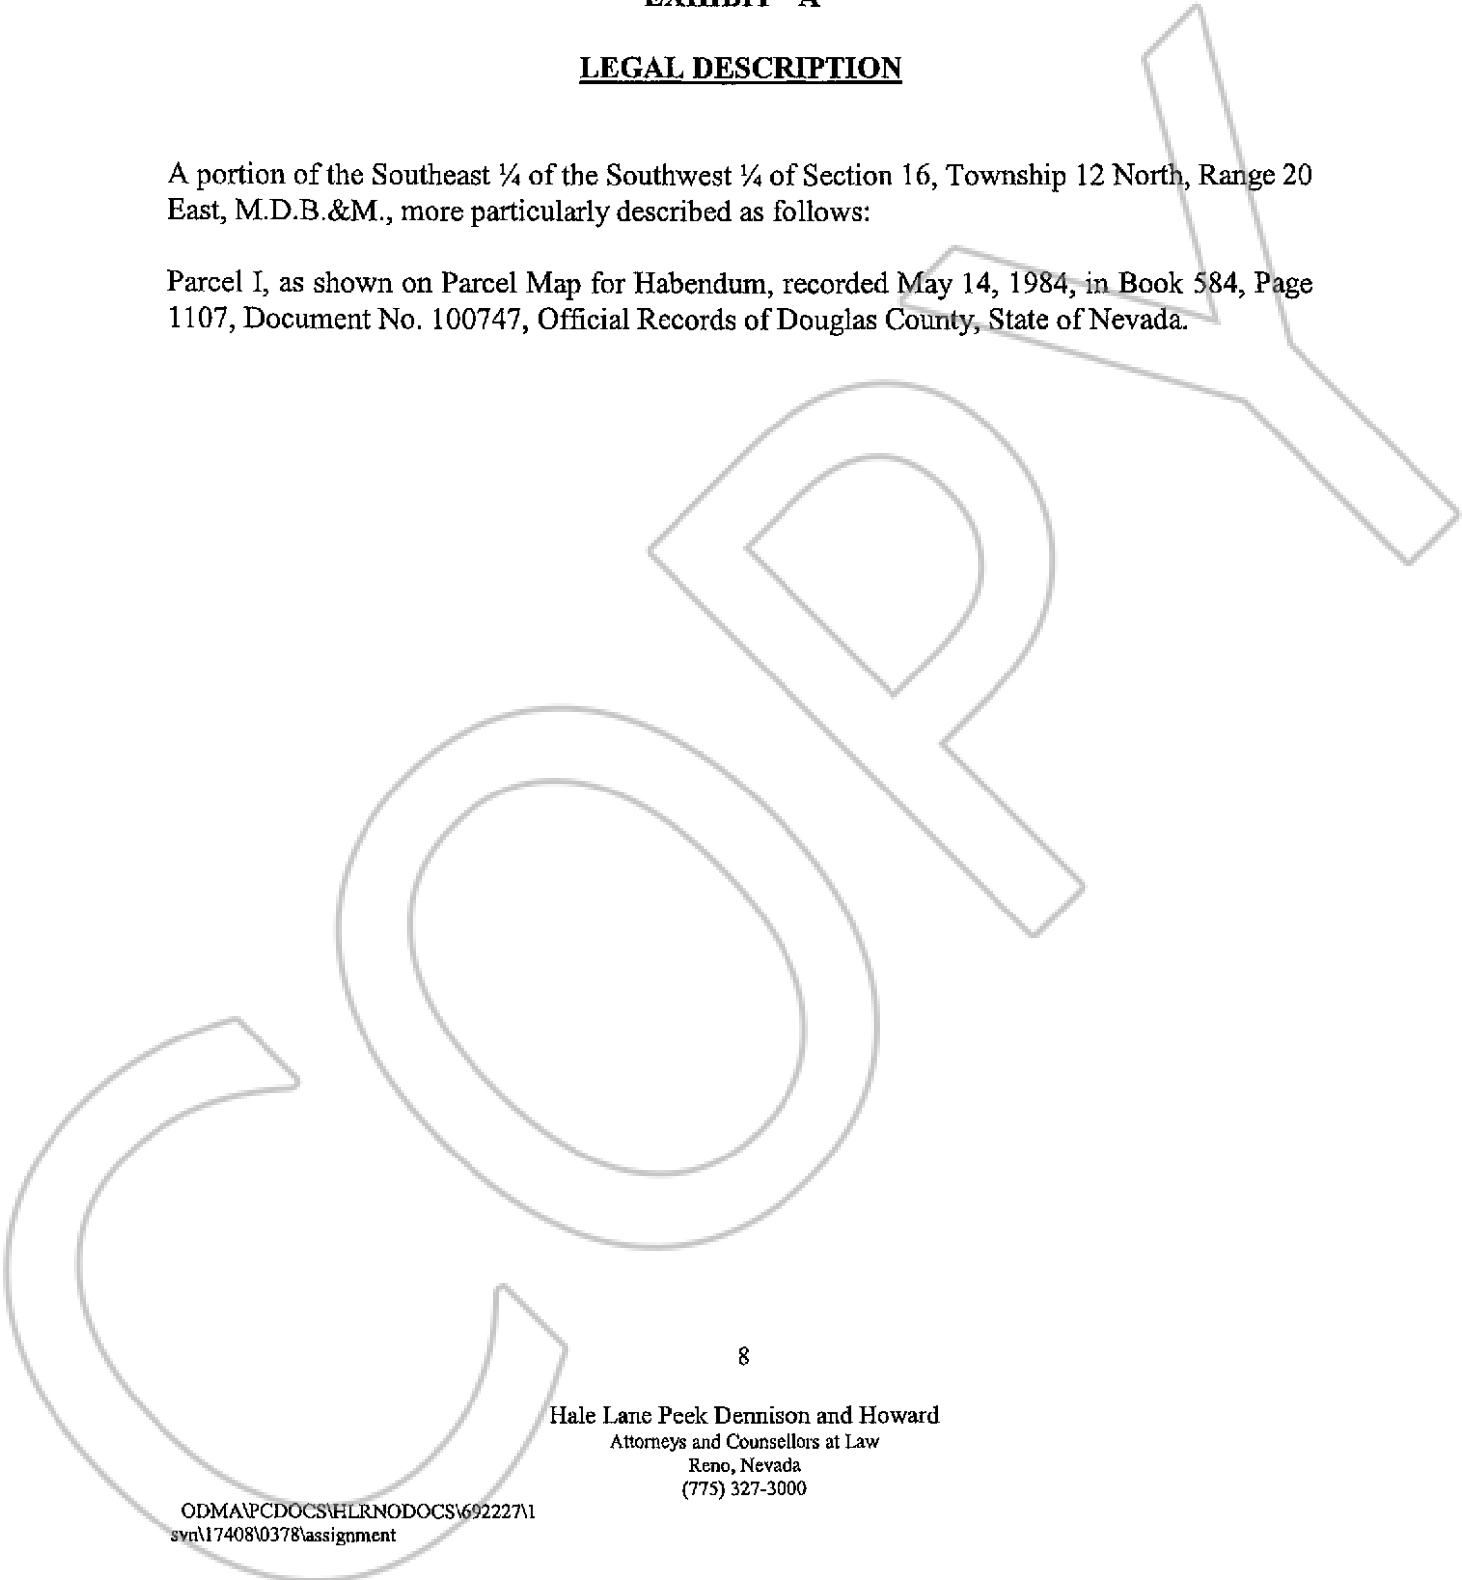 EXHIBIT "A"
LEGAL DESCRIPTION
A portion of the Southeast ¼ of the Southwest ¼ of Section 16, Township 12 North, Range 20
East, M.D.B.&M., more particularly described as follows:
Parcel I, as shown on Parcel Map for Habendum, recorded May 14, 1984, in Book 584, Page
1107, Document No. 100747, Official Records of Douglas County, State of Nevada.
COPY
8
Hale Lane Peek Dennison and Howard
Attorneys and Counsellors at Law
Reno, Nevada
(775) 327-3000
ODMA\PCDOCS\HLRNODOCS\692227\1
svn\17408\0378\assignment